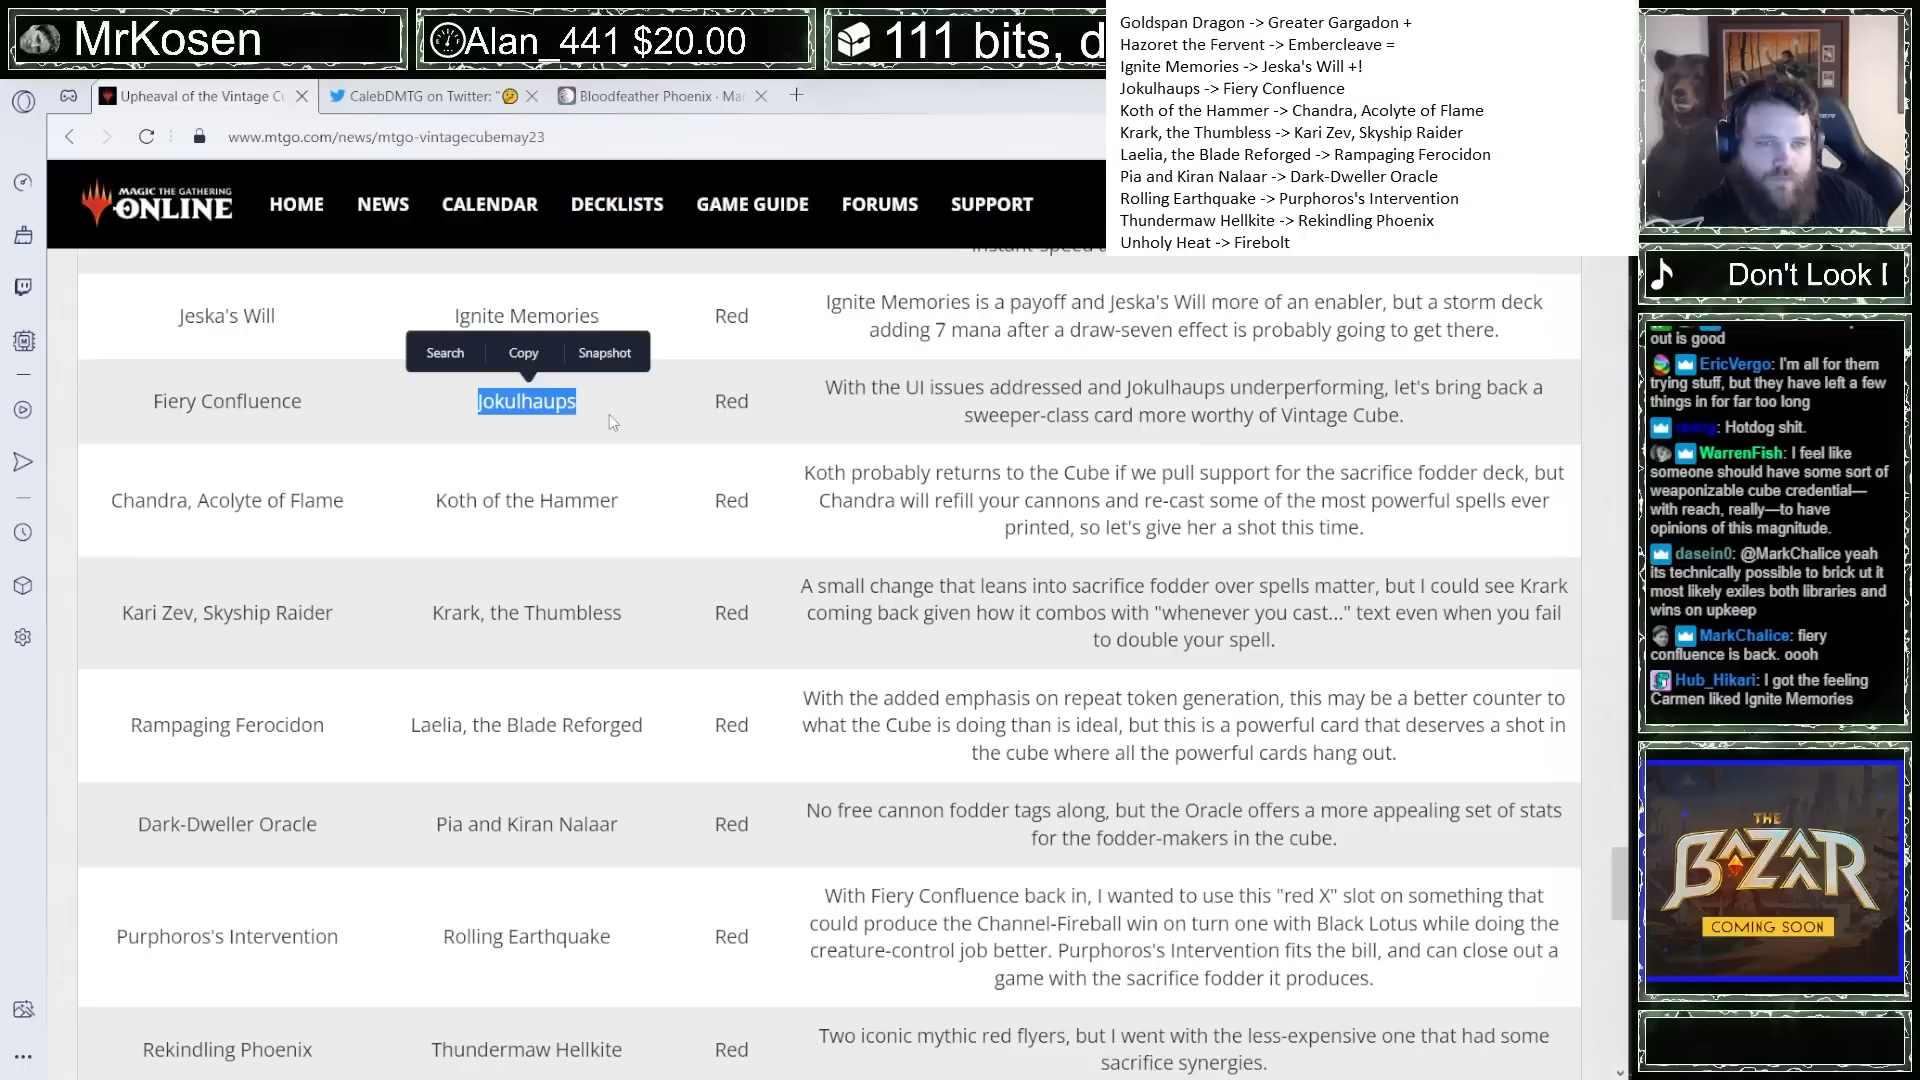 MrKosen
Alan_441 $20.00
111 bits, d
Goldspan Dragon -> Greater Gargadon +
Hazoret the Fervent -> Embercleave =
Ignite Memories -> Jeska's Will +!
Jokulhaups -> Fiery Confluence
Koth of the Hammer -> Chandra, Acolyte of Flame
Krark, the Thumbless -> Kari Zev, Skyship Raider
Laelia, the Blade Reforged -> Rampaging Ferocidon
Pia and Kiran Nalaar -> Dark-Dweller Oracle
Rolling Earthquake -> Purphoros's Intervention
Thundermaw Hellkite -> Rekindling Phoenix
Unholy Heat -> Firebolt
Upheaval of the Vintage Cu
CalebDMTG on Twitter: "🤔
Bloodfeather Phoenix · Mar
www.mtgo.com/news/mtgo-vintagecubemay23
MAGIC THE GATHERING
ONLINE
HOME NEWS CALENDAR DECKLISTS GAME GUIDE FORUMS SUPPORT
Jeska's Will
Ignite Memories
Red
Ignite Memories is a payoff and Jeska's Will more of an enabler, but a storm deck
adding 7 mana after a draw-seven effect is probably going to get there.
Search Copy Snapshot
Fiery Confluence
Jokulhaups
Red
With the UI issues addressed and Jokulhaups underperforming, let's bring back a
sweeper-class card more worthy of Vintage Cube.
Chandra, Acolyte of Flame
Koth of the Hammer
Red
Koth probably returns to the Cube if we pull support for the sacrifice fodder deck, but
Chandra will refill your cannons and re-cast some of the most powerful spells ever
printed, so let's give her a shot this time.
Kari Zev, Skyship Raider
Krark, the Thumbless
Red
A small change that leans into sacrifice fodder over spells matter, but I could see Krark
coming back given how it combos with "whenever you cast..." text even when you fail
to double your spell.
Rampaging Ferocidon
Laelia, the Blade Reforged
Red
With the added emphasis on repeat token generation, this may be a better counter to
what the Cube is doing than is ideal, but this is a powerful card that deserves a shot in
the cube where all the powerful cards hang out.
Dark-Dweller Oracle
Pia and Kiran Nalaar
Red
No free cannon fodder tags along, but the Oracle offers a more appealing set of stats
for the fodder-makers in the cube.
Purphoros's Intervention
Rolling Earthquake
Red
With Fiery Confluence back in, I wanted to use this "red X" slot on something that
could produce the Channel-Fireball win on turn one with Black Lotus while doing the
creature-control job better. Purphoros's Intervention fits the bill, and can close out a
game with the sacrifice fodder it produces.
Rekindling Phoenix
Thundermaw Hellkite
Red
Two iconic mythic red flyers, but I went with the less-expensive one that had some
sacrifice synergies.
Don't Look I
out is good
EricVergo: I'm all for them
trying stuff, but they have left a few
things in for far too long
: Hotdog shit.
WarrenFish: I feel like
someone should have some sort of
weaponizable cube credential—
with reach, really—to have
opinions of this magnitude.
dasein0: @MarkChalice yeah
its technically possible to brick ut it
most likely exiles both libraries and
wins on upkeep
MarkChalice: fiery
confluence is back. oooh
Hub_Hikari: I got the feeling
Carmen liked Ignite Memories
THE
BAZAAR
COMING SOON